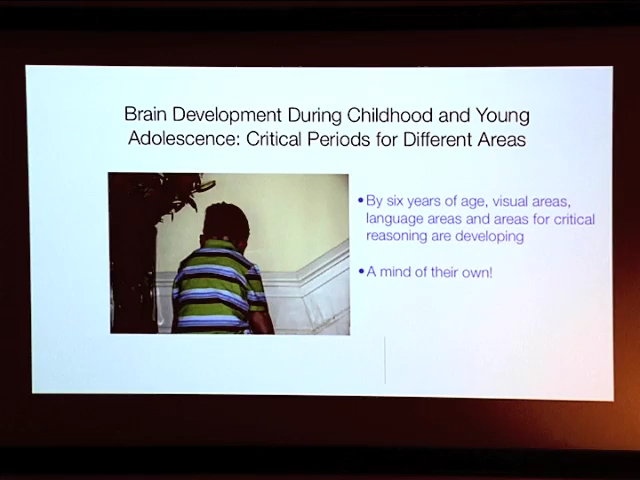 Brain Development During Childhood and Young
Adolescence: Critical Periods for Different Areas
• By six years of age, visual areas,
language areas and areas for critical
reasoning are developing
• A mind of their own!